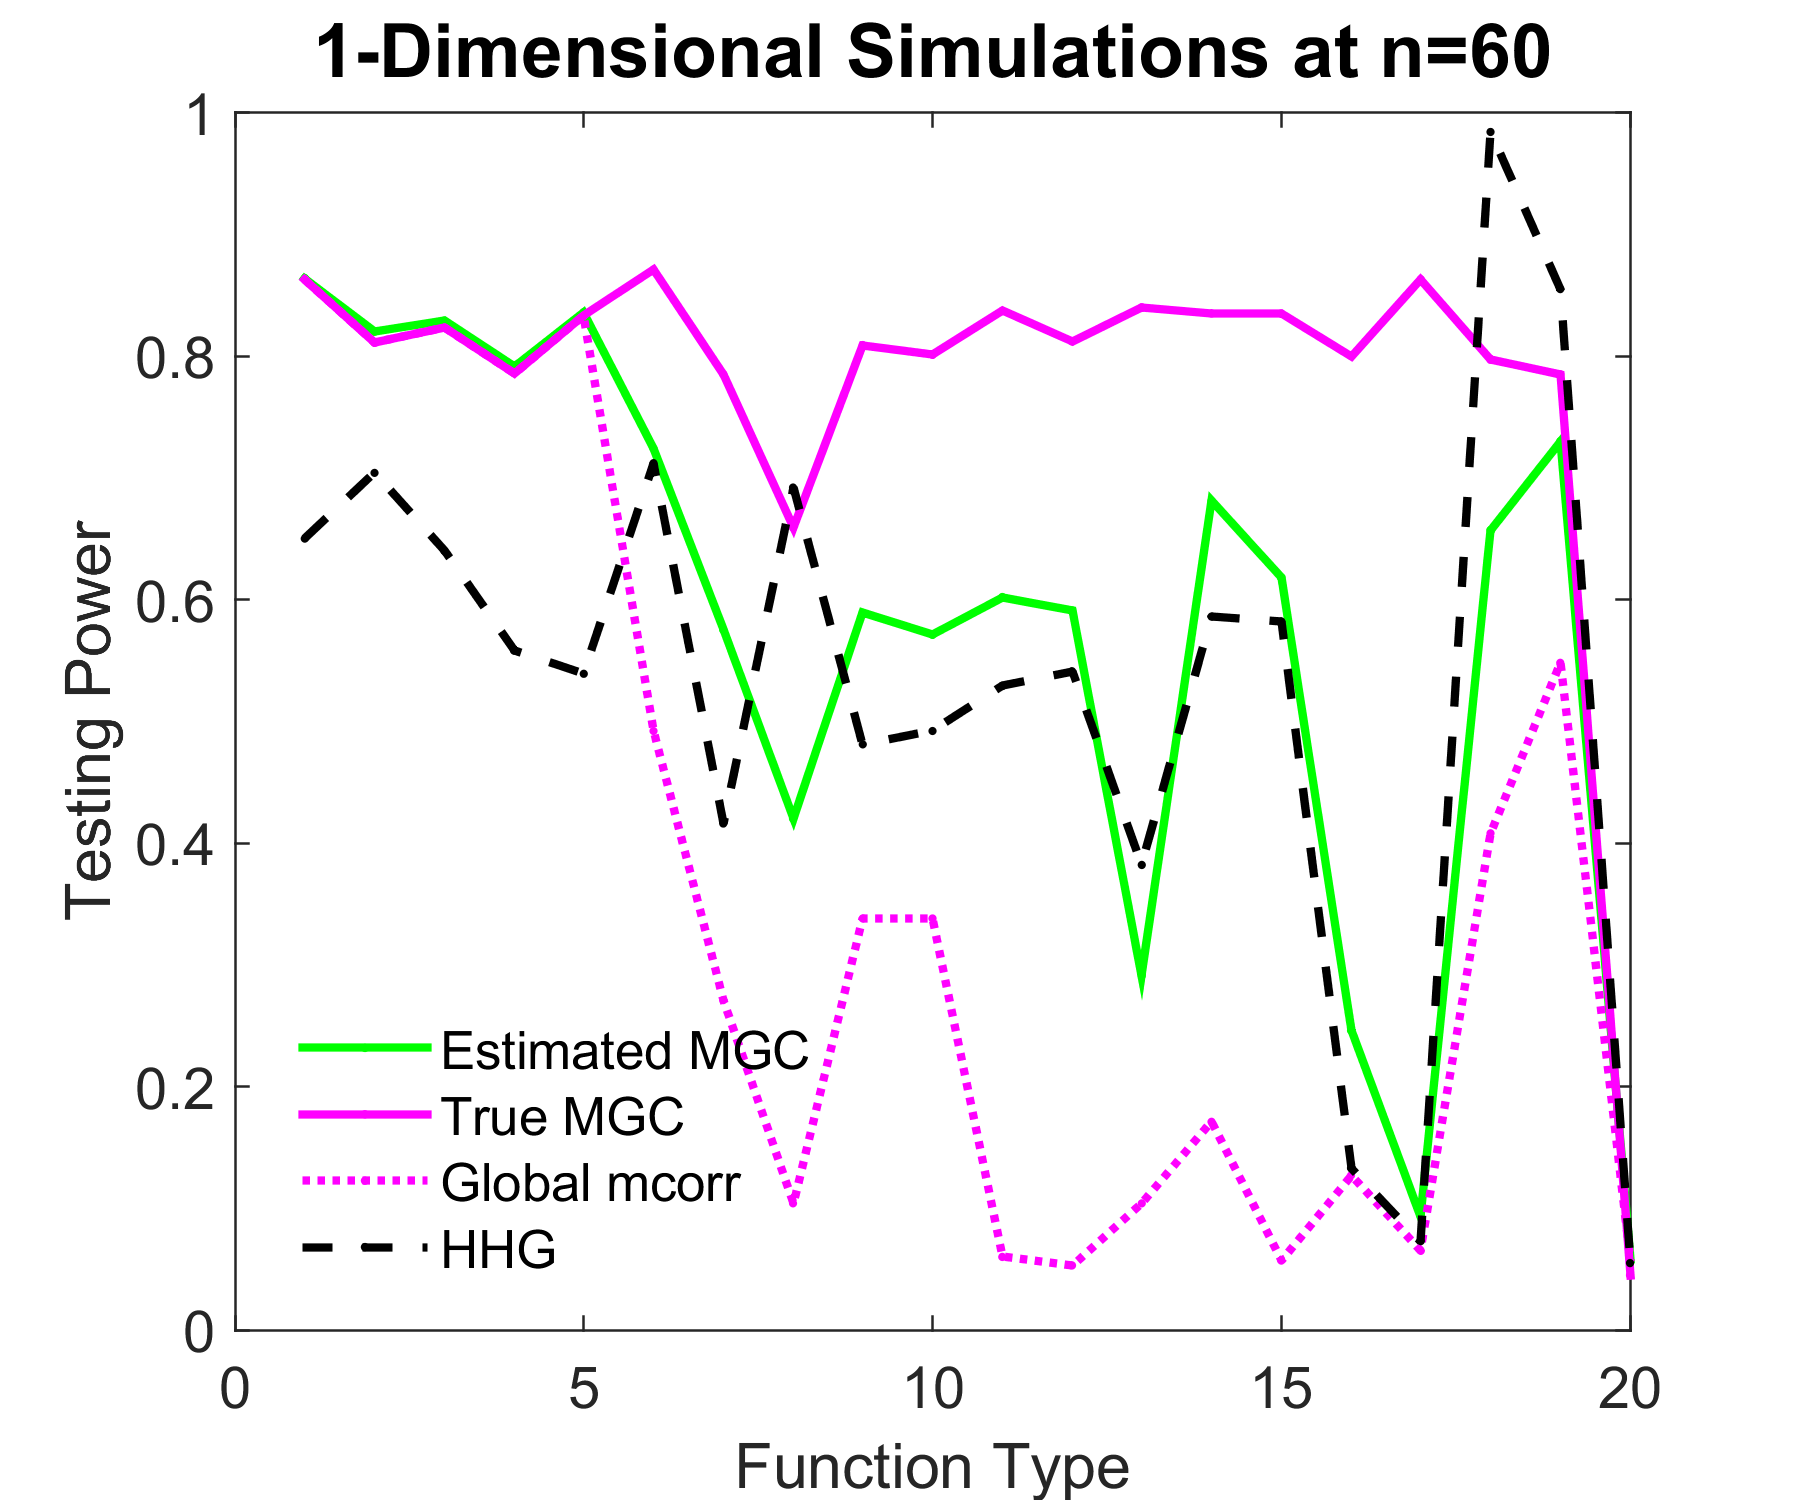 1-Dimensional Simulations at n=60
1
0.8
0.6
0.4
0.2
0
Testing Power
Estimated MGC
True MGC
Global mcorr
HHG
0 5 10 15 20
Function Type